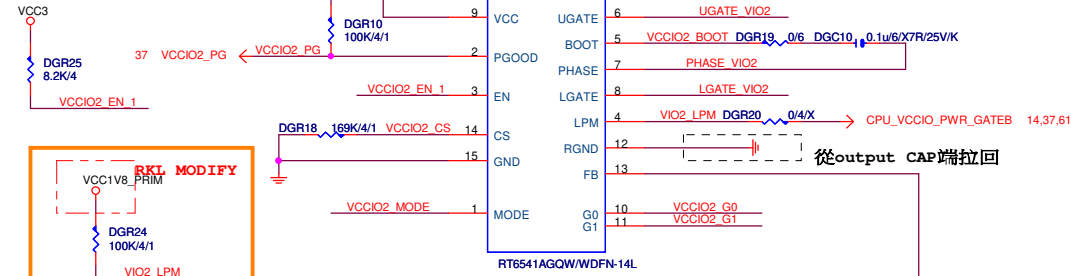 VCC3
DGR25
8.2K/4
VCCIO2_EN_1
DGR10
100K/4/1
37 VCCIO2_PG
VCCIO2_PG
VCCIO2_EN_1
DGR18 169K/4/1 VCCIO2_CS
VCCIO2_MODE
9 VCC
2 PGOOD
3 EN
14 CS
15 GND
1 MODE
UGATE 6 UGATE_VIO2
BOOT 5 VCCIO2_BOOT DGR19 0/6 DGC10 0.1u/6/X7R/25V/K
PHASE 7 PHASE_VIO2
LGATE 8 LGATE_VIO2
LPM 4 VIO2_LPM DGR20 0/4/X CPU_VCCIO_PWR_GATEB 14,37,61
RGND 12 從output CAP端拉回
FB 13
G0 10 VCCIO2_G0
G1 11 VCCIO2_G1
RT6541AGQW/WDFN-14L
RKL MODIFY
VCC1V8_PRIM
DGR24
100K/4/1
VIO2_LPM